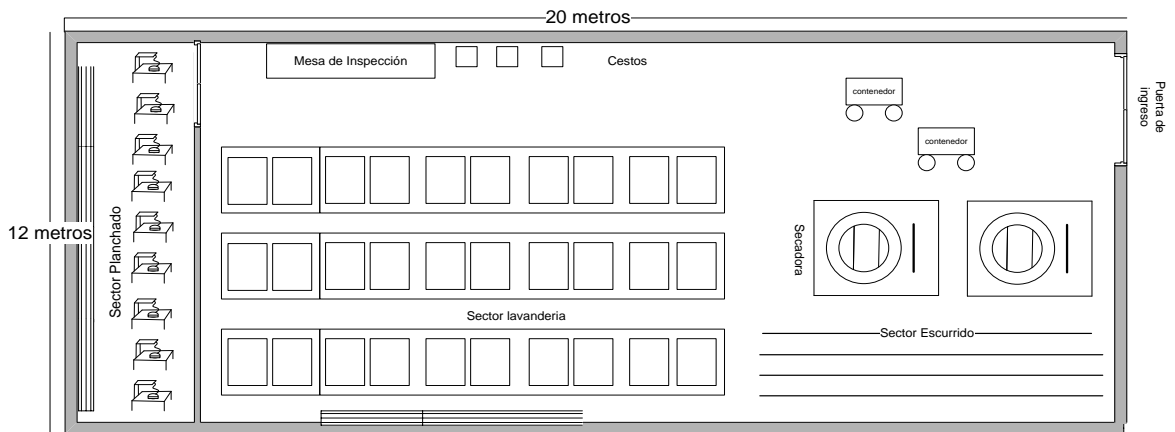 20 metros
Mesa de Inspección
Cestos
contenedor
contenedor
Puerta de
ingreso
12 metros
Sector Planchado
Secadora
Sector lavanderia
Sector Escurrido